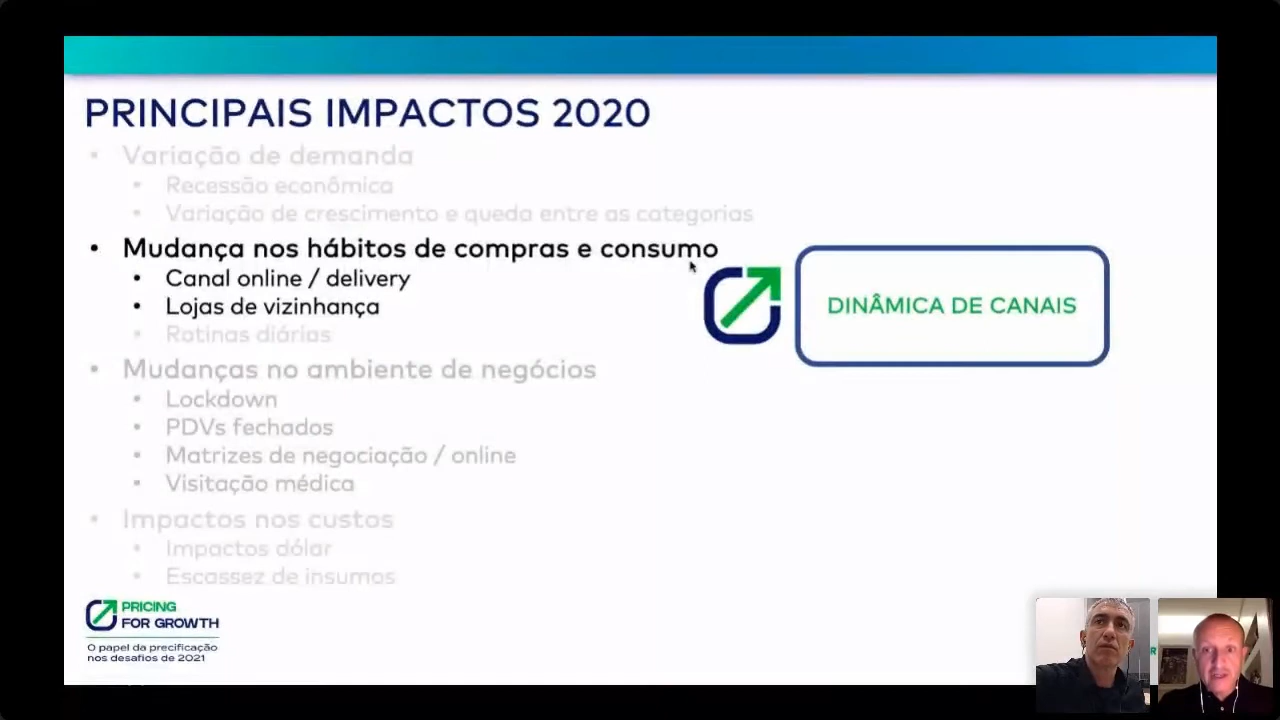 PRINCIPAIS IMPACTOS 2020
• Variação de demanda
• Recessão econômica
• Variação de crescimento e queda entre as categorias
• Mudança nos hábitos de compras e consumo
• Canal online / delivery
• Lojas de vizinhança
• Rotinas diárias
• Mudanças no ambiente de negócios
• Lockdown
• PDVs fechados
• Matrizes de negociação / online
• Visitação médica
• Impactos nos custos
• Impactos dólar
• Escassez de insumos
DINÂMICA DE CANAIS
PRICING
FOR GROWTH
O papel da precificação
nos desafios de 2021